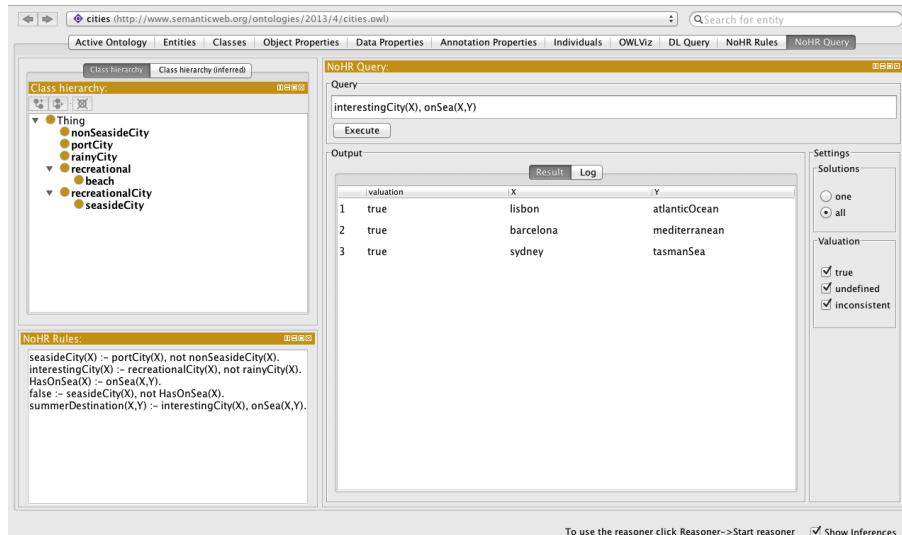 cities (http://www.semanticweb.org/ontologies/2013/4/cities.owl)
Search for entity
Active Ontology Entities Classes Object Properties Data Properties Annotation Properties Individuals OWLViz DL Query NoHR Rules NoHR Query
Class hierarchy Class hierarchy (inferred)
Class hierarchy:
Thing
nonSeasideCity
portCity
rainyCity
recreational
beach
recreationalCity
seasideCity
NoHR Rules:
seasideCity(X) :- portCity(X), not nonSeasideCity(X).
interestingCity(X) :- recreationalCity(X), not rainyCity(X).
HasOnSea(X) :- onSea(X,Y).
false :- seasideCity(X), not HasOnSea(X).
summerDestination(X,Y) :- interestingCity(X), onSea(X,Y).
NoHR Query:
Query
interestingCity(X), onSea(X,Y)
Execute
Output
Result Log
valuation X Y
1 true lisbon atlanticOcean
2 true barcelona mediterranean
3 true sydney tasmanSea
Settings
Solutions
one
all
Valuation
true
undefined
inconsistent
To use the reasoner click Reasoner->Start reasoner Show Inferences